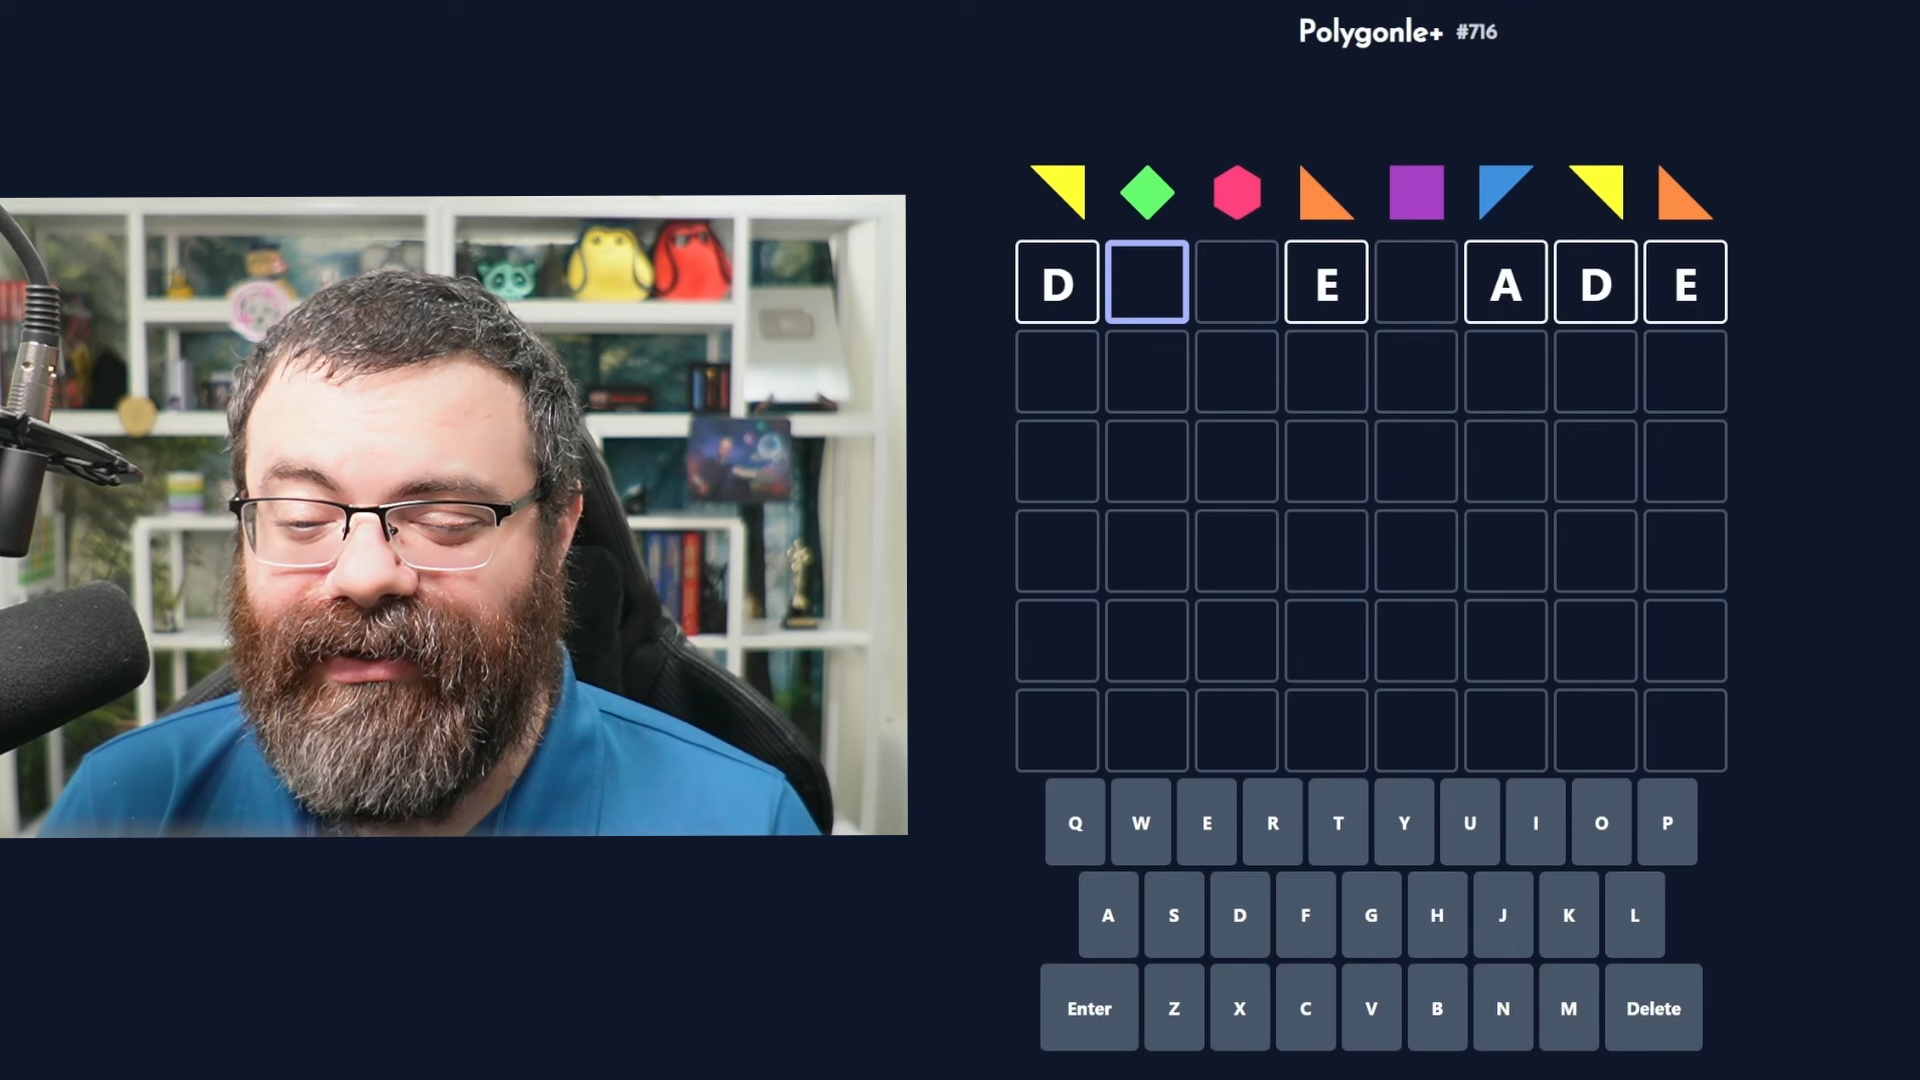 Polygonle+ #716
D E A D E
Q W E R T Y U I O P
A S D F G H J K L
Enter Z X C V B N M Delete